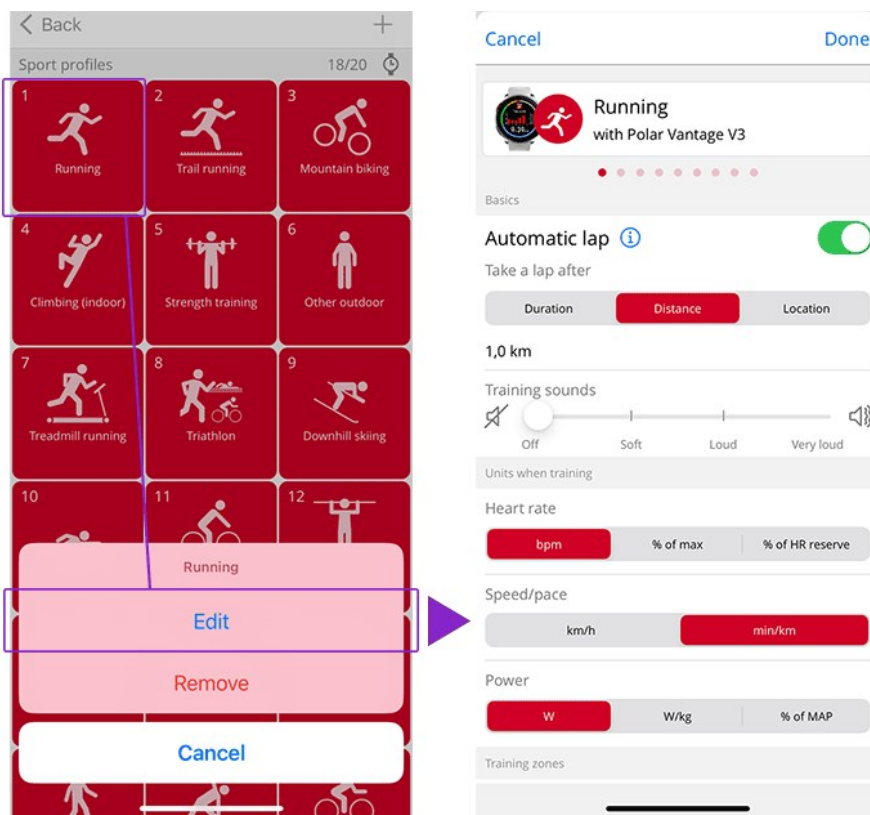 Back
+
Sport profiles 18/20
1 2 3
Running Trail running Mountain biking
4 5 6
Climbing (indoor) Strength training Other outdoor
7 8 9
Treadmill running Triathlon Downhill skiing
10 11 12
Running
Edit
Remove
Cancel
Cancel Done
Running
with Polar Vantage V3
Basics
Automatic lap
Take a lap after
Duration Distance Location
1,0 km
Training sounds
Off Soft Loud Very loud
Units when training
Heart rate
bpm % of max % of HR reserve
Speed/pace
km/h min/km
Power
W W/kg % of MAP
Training zones